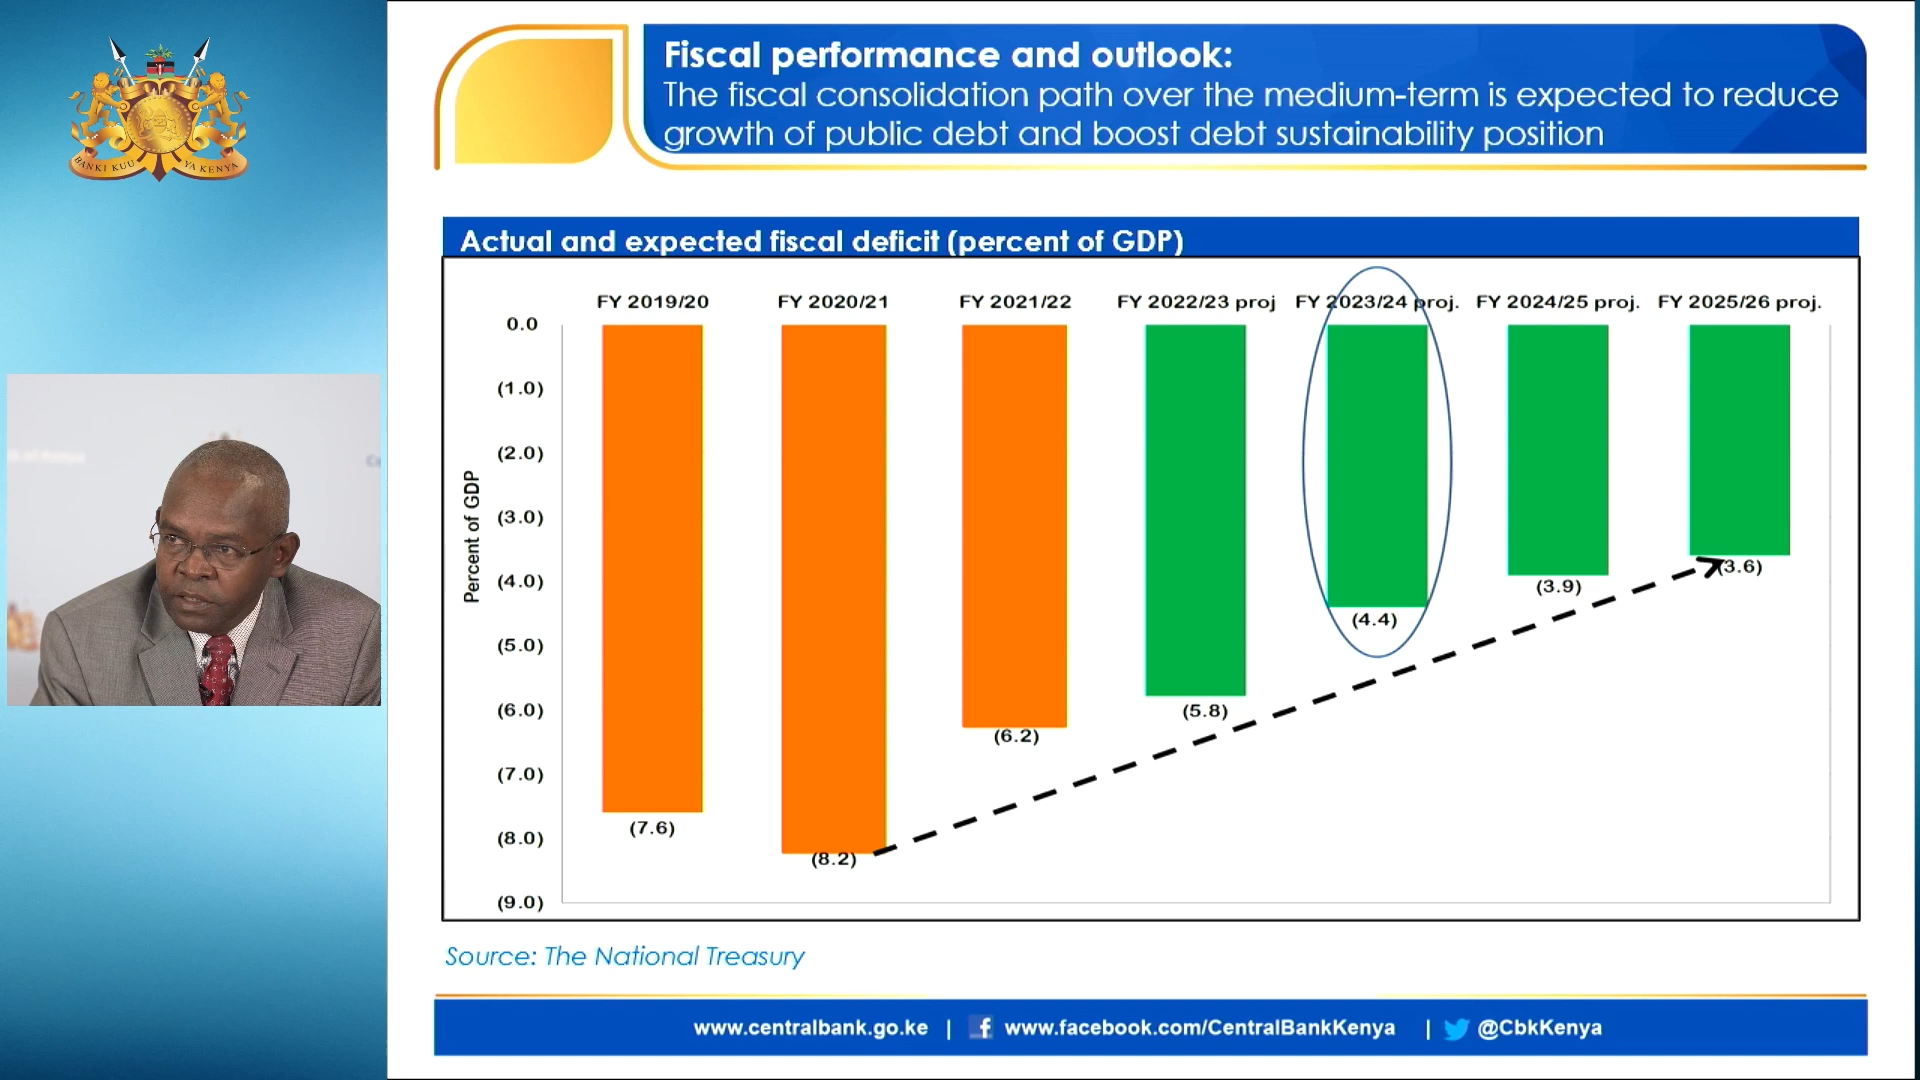 BANKI KUU YA KENYA
Fiscal performance and outlook:
The fiscal consolidation path over the medium-term is expected to reduce
growth of public debt and boost debt sustainability position
Actual and expected fiscal deficit (percent of GDP)
FY 2019/20 FY 2020/21 FY 2021/22 FY 2022/23 proj FY 2023/24 proj. FY 2024/25 proj. FY 2025/26 proj.
0.0
(1.0)
(2.0)
(3.0)
(4.0)
(5.0)
(6.0)
(7.0)
(8.0)
(9.0)
Percent of GDP
(7.6)
(8.2)
(6.2)
(5.8)
(4.4)
(3.9)
(3.6)
Source: The National Treasury
www.centralbank.go.ke | f www.facebook.com/CentralBankKenya | @CbkKenya